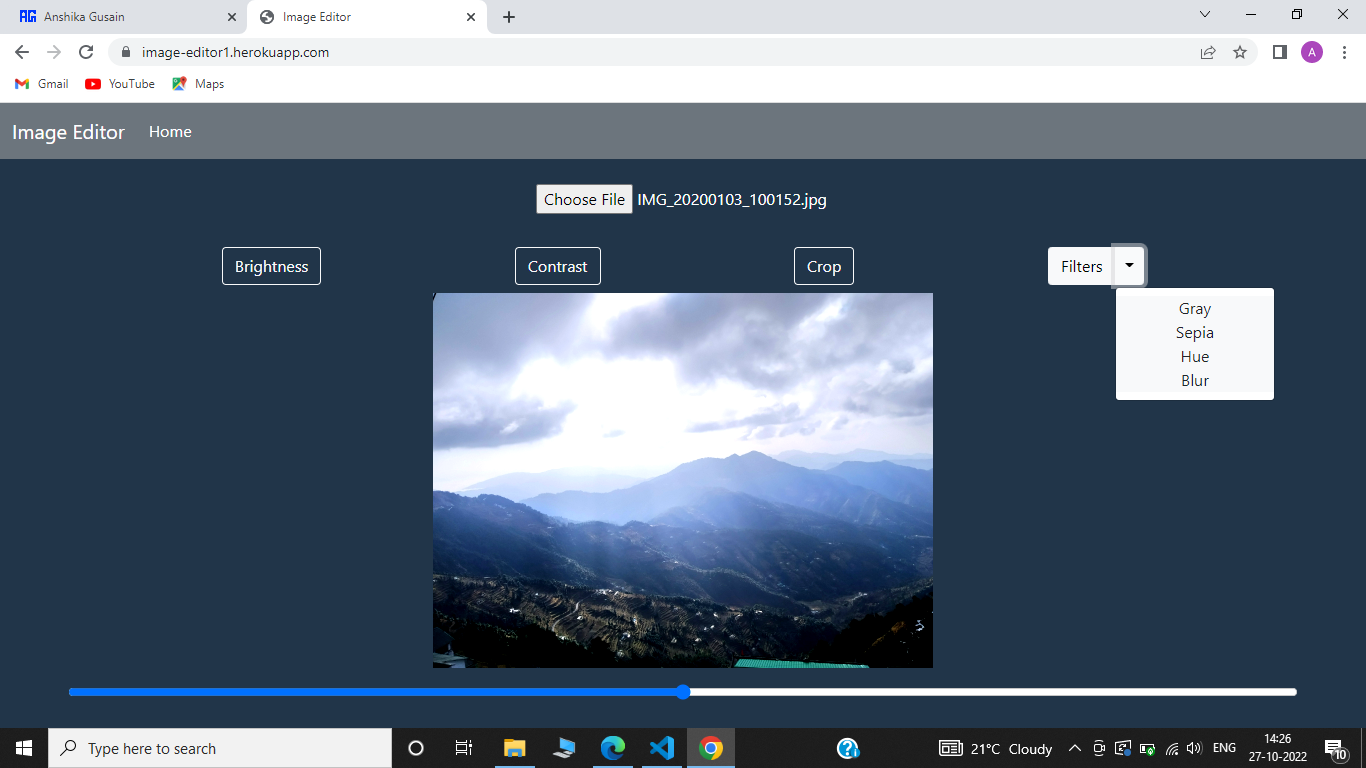 AG Anshika Gusain
Image Editor
image-editor1.herokuapp.com
A
Gmail
YouTube
Maps
Image Editor
Home
Choose File IMG_20200103_100152.jpg
Brightness
Contrast
Crop
Filters
Gray
Sepia
Hue
Blur
Type here to search
21°C Cloudy
ENG
14:26
27-10-2022
10